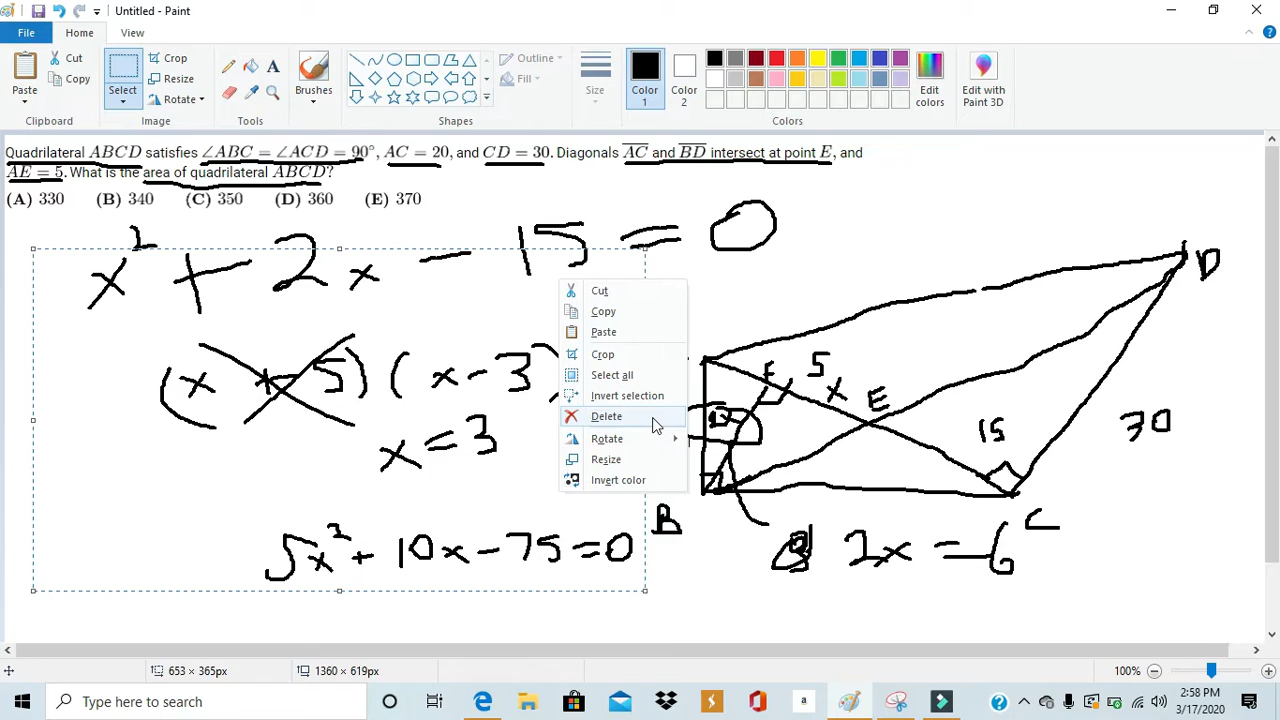 Untitled - Paint
File Home View
Paste Cut Copy Clipboard
Select Crop Resize Rotate Image
Tools
Brushes
Outline Fill Shapes
Size
Color 1 Color 2 Edit colors Colors
Edit with Paint 3D
Quadrilateral ABCD satisfies ∠ABC = ∠ACD = 90°, AC = 20, and CD = 30. Diagonals AC and BD intersect at point E, and
AE = 5. What is the area of quadrilateral ABCD?
(A) 330 (B) 340 (C) 350 (D) 360 (E) 370
x² + 2x - 15 = 0
D
Cut
Copy
Paste
Crop
Select all
Invert selection
Delete
Rotate
Resize
Invert color
(x + 5) (x - 3)
F 5 x E
x = 3
15 30
B C
5x² + 10x - 75 = 0
2x = 6
653 × 365px 1360 × 619px 100%
Type here to search
2:58 PM
3/17/2020